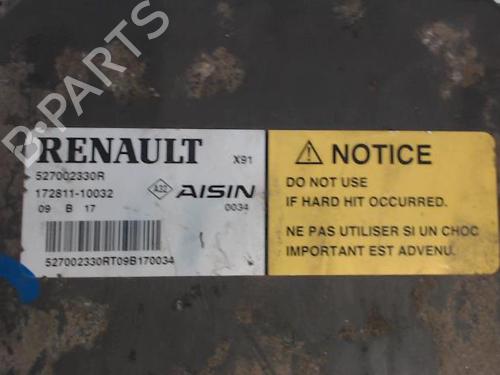 B-PARTS
RENAULT X91
527002330R
172811-10032 A32 AISIN
09 B 17 0034
527002330RT09B170034
NOTICE
DO NOT USE
IF HARD HIT OCCURRED.
NE PAS UTILISER SI UN CHOC
IMPORTANT EST ADVENU.